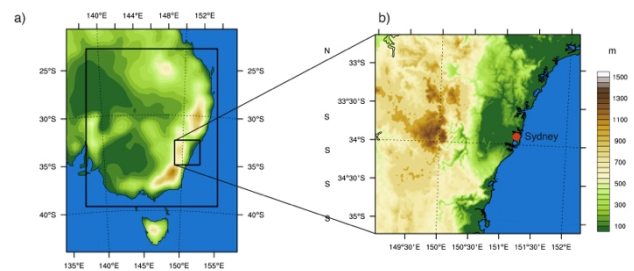 a)
140°E 144°E 148°E 152°E
25°S 25°S
30°S 30°S
35°S 35°S
40°S 40°S
135°E 140°E 145°E 150°E 155°E
N
S
S
S
S
b)
33°S
33°30'S
34°S
34°30'S
35°S
Sydney
149°30'E 150°E 150°30'E 151°E 151°30'E 152°E
m
1500
1300
1100
900
700
500
300
100